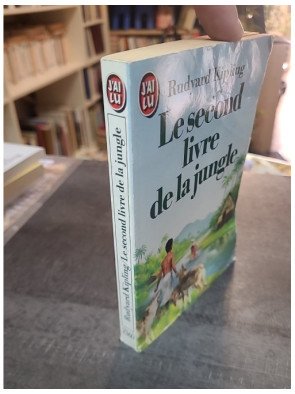 J'AI
LU
Rudyard Kipling: Le second livre de la jungle
J'AI
LU
Rudyard Kipling
Le second
livre
de la jungle